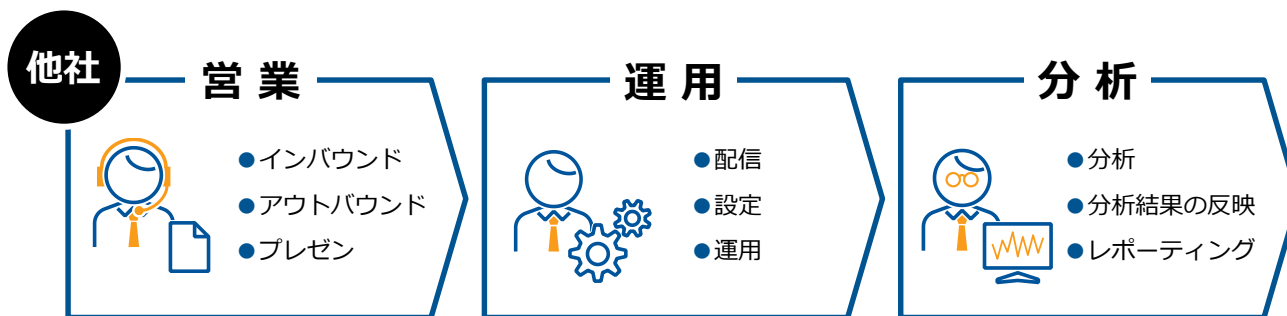 他社
営業
インバウンド
アウトバウンド
プレゼン
運用
配信
設定
運用
分析
分析
分析結果の反映
レポーティング